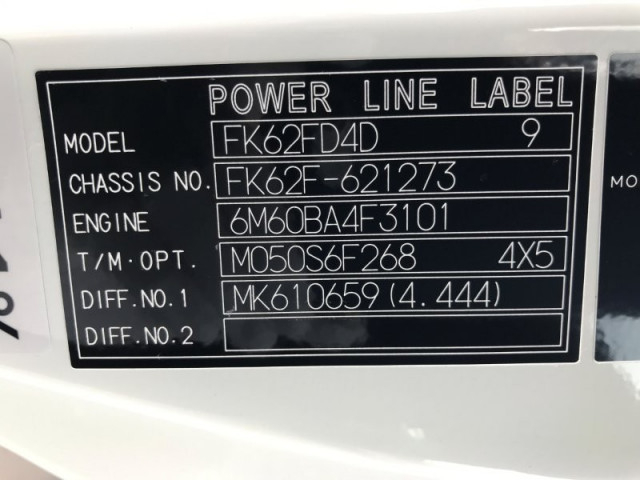 POWER LINE LABEL
MODEL FK62FD4D 9
CHASSIS NO. FK62F-621273
ENGINE 6M60BA4F3101
T/M·OPT. M050S6F268 4X5
DIFF.NO.1 MK610659(4.444)
DIFF.NO.2
MO